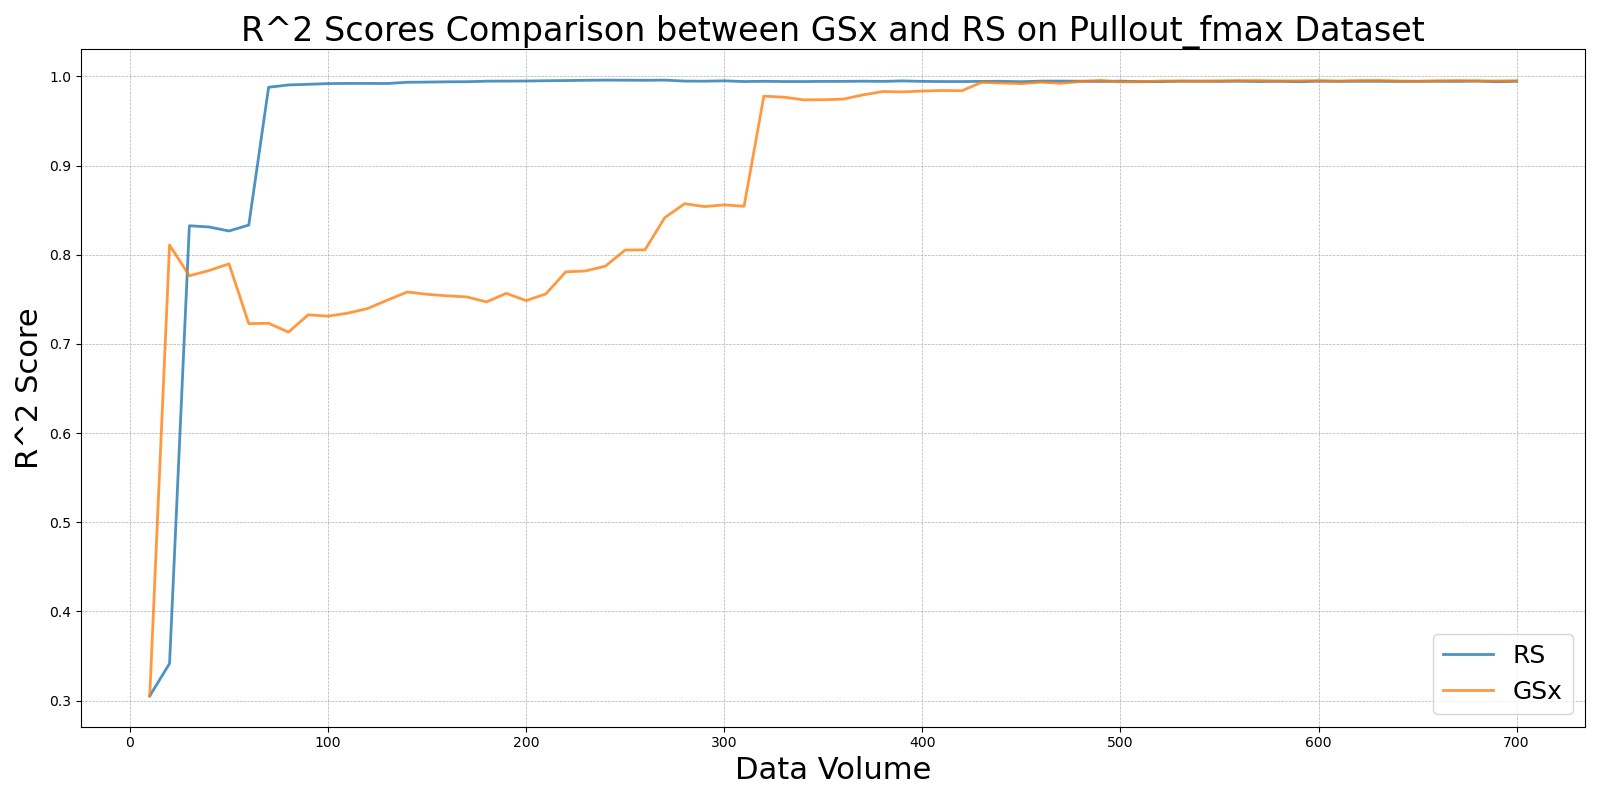 R^2 Scores Comparison between GSx and RS on Pullout_fmax Dataset
R^2 Score
1.0
0.9
0.8
0.7
0.6
0.5
0.4
0.3
0 100 200 300 400 500 600 700
Data Volume
RS
GSx